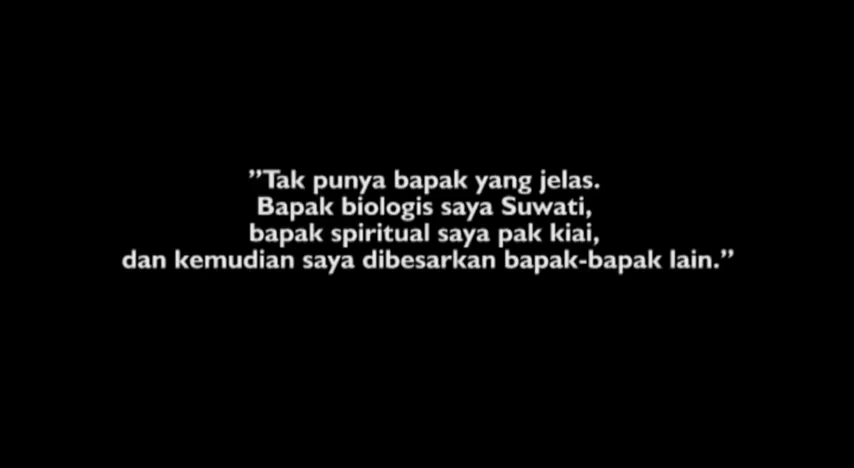 ”Tak punya bapak yang jelas.
Bapak biologis saya Suwati,
bapak spiritual saya pak kiai,
dan kemudian saya dibesarkan bapak-bapak lain.”